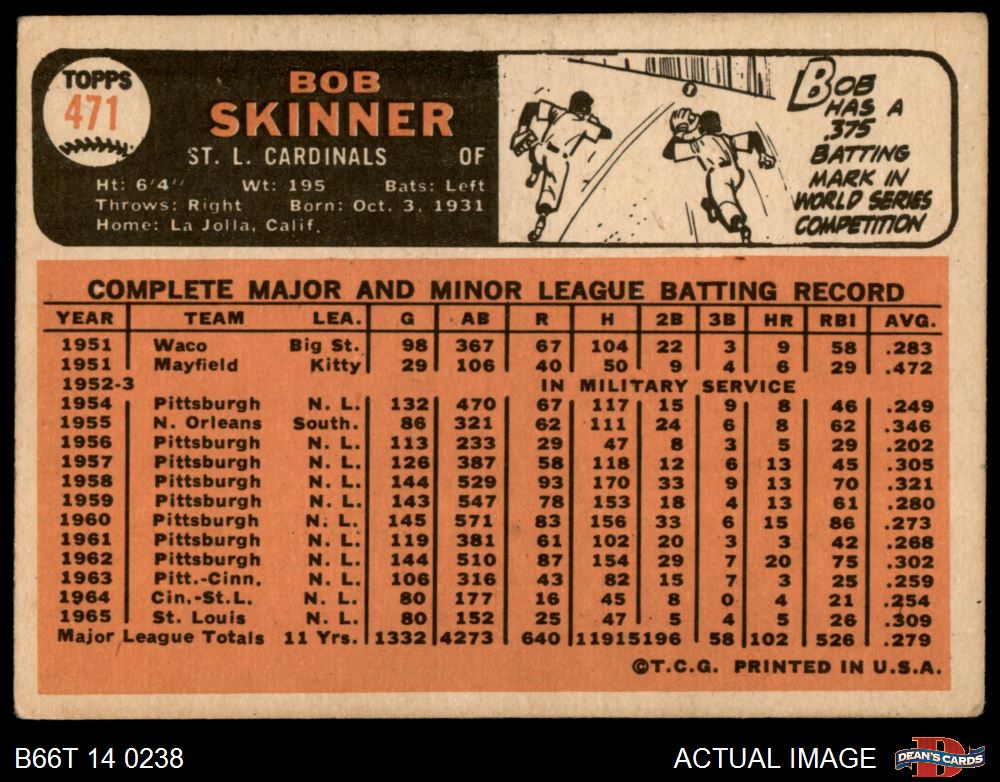 TOPPS
471
BOB
SKINNER
ST. L. CARDINALS OF
Ht: 6'4" Wt: 195 Bats: Left
Throws: Right Born: Oct. 3, 1931
Home: La Jolla, Calif.
BOB
HAS A
.375
BATTING
MARK IN
WORLD SERIES
COMPETITION
COMPLETE MAJOR AND MINOR LEAGUE BATTING RECORD
YEAR TEAM LEA. G AB R H 2B 3B HR RBI AVG.
1951 Waco Big St. 98 367 67 104 22 3 9 58 .283
1951 Mayfield Kitty 29 106 40 50 9 4 6 29 .472
1952-3 IN MILITARY SERVICE
1954 Pittsburgh N. L. 132 470 67 117 15 9 8 46 .249
1955 N. Orleans South. 86 321 62 111 24 6 8 62 .346
1956 Pittsburgh N. L. 113 233 29 47 8 3 5 29 .202
1957 Pittsburgh N. L. 126 387 58 118 12 6 13 45 .305
1958 Pittsburgh N. L. 144 529 93 170 33 9 13 70 .321
1959 Pittsburgh N. L. 143 547 78 153 18 4 13 61 .280
1960 Pittsburgh N. L. 145 571 83 156 33 6 15 86 .273
1961 Pittsburgh N. L. 119 381 61 102 20 3 3 42 .268
1962 Pittsburgh N. L. 144 510 87 154 29 7 20 75 .302
1963 Pitt.-Cinn. N. L. 106 316 43 82 15 7 3 25 .259
1964 Cin.-St.L. N. L. 80 177 16 45 8 0 4 21 .254
1965 St. Louis N. L. 80 152 25 47 5 4 5 26 .309
Major League Totals 11 Yrs. 1332 4273 640 11915196 58 102 526 .279
©T.C.G. PRINTED IN U.S.A.
B66T 14 0238
ACTUAL IMAGE
D
DEAN'S CARDS